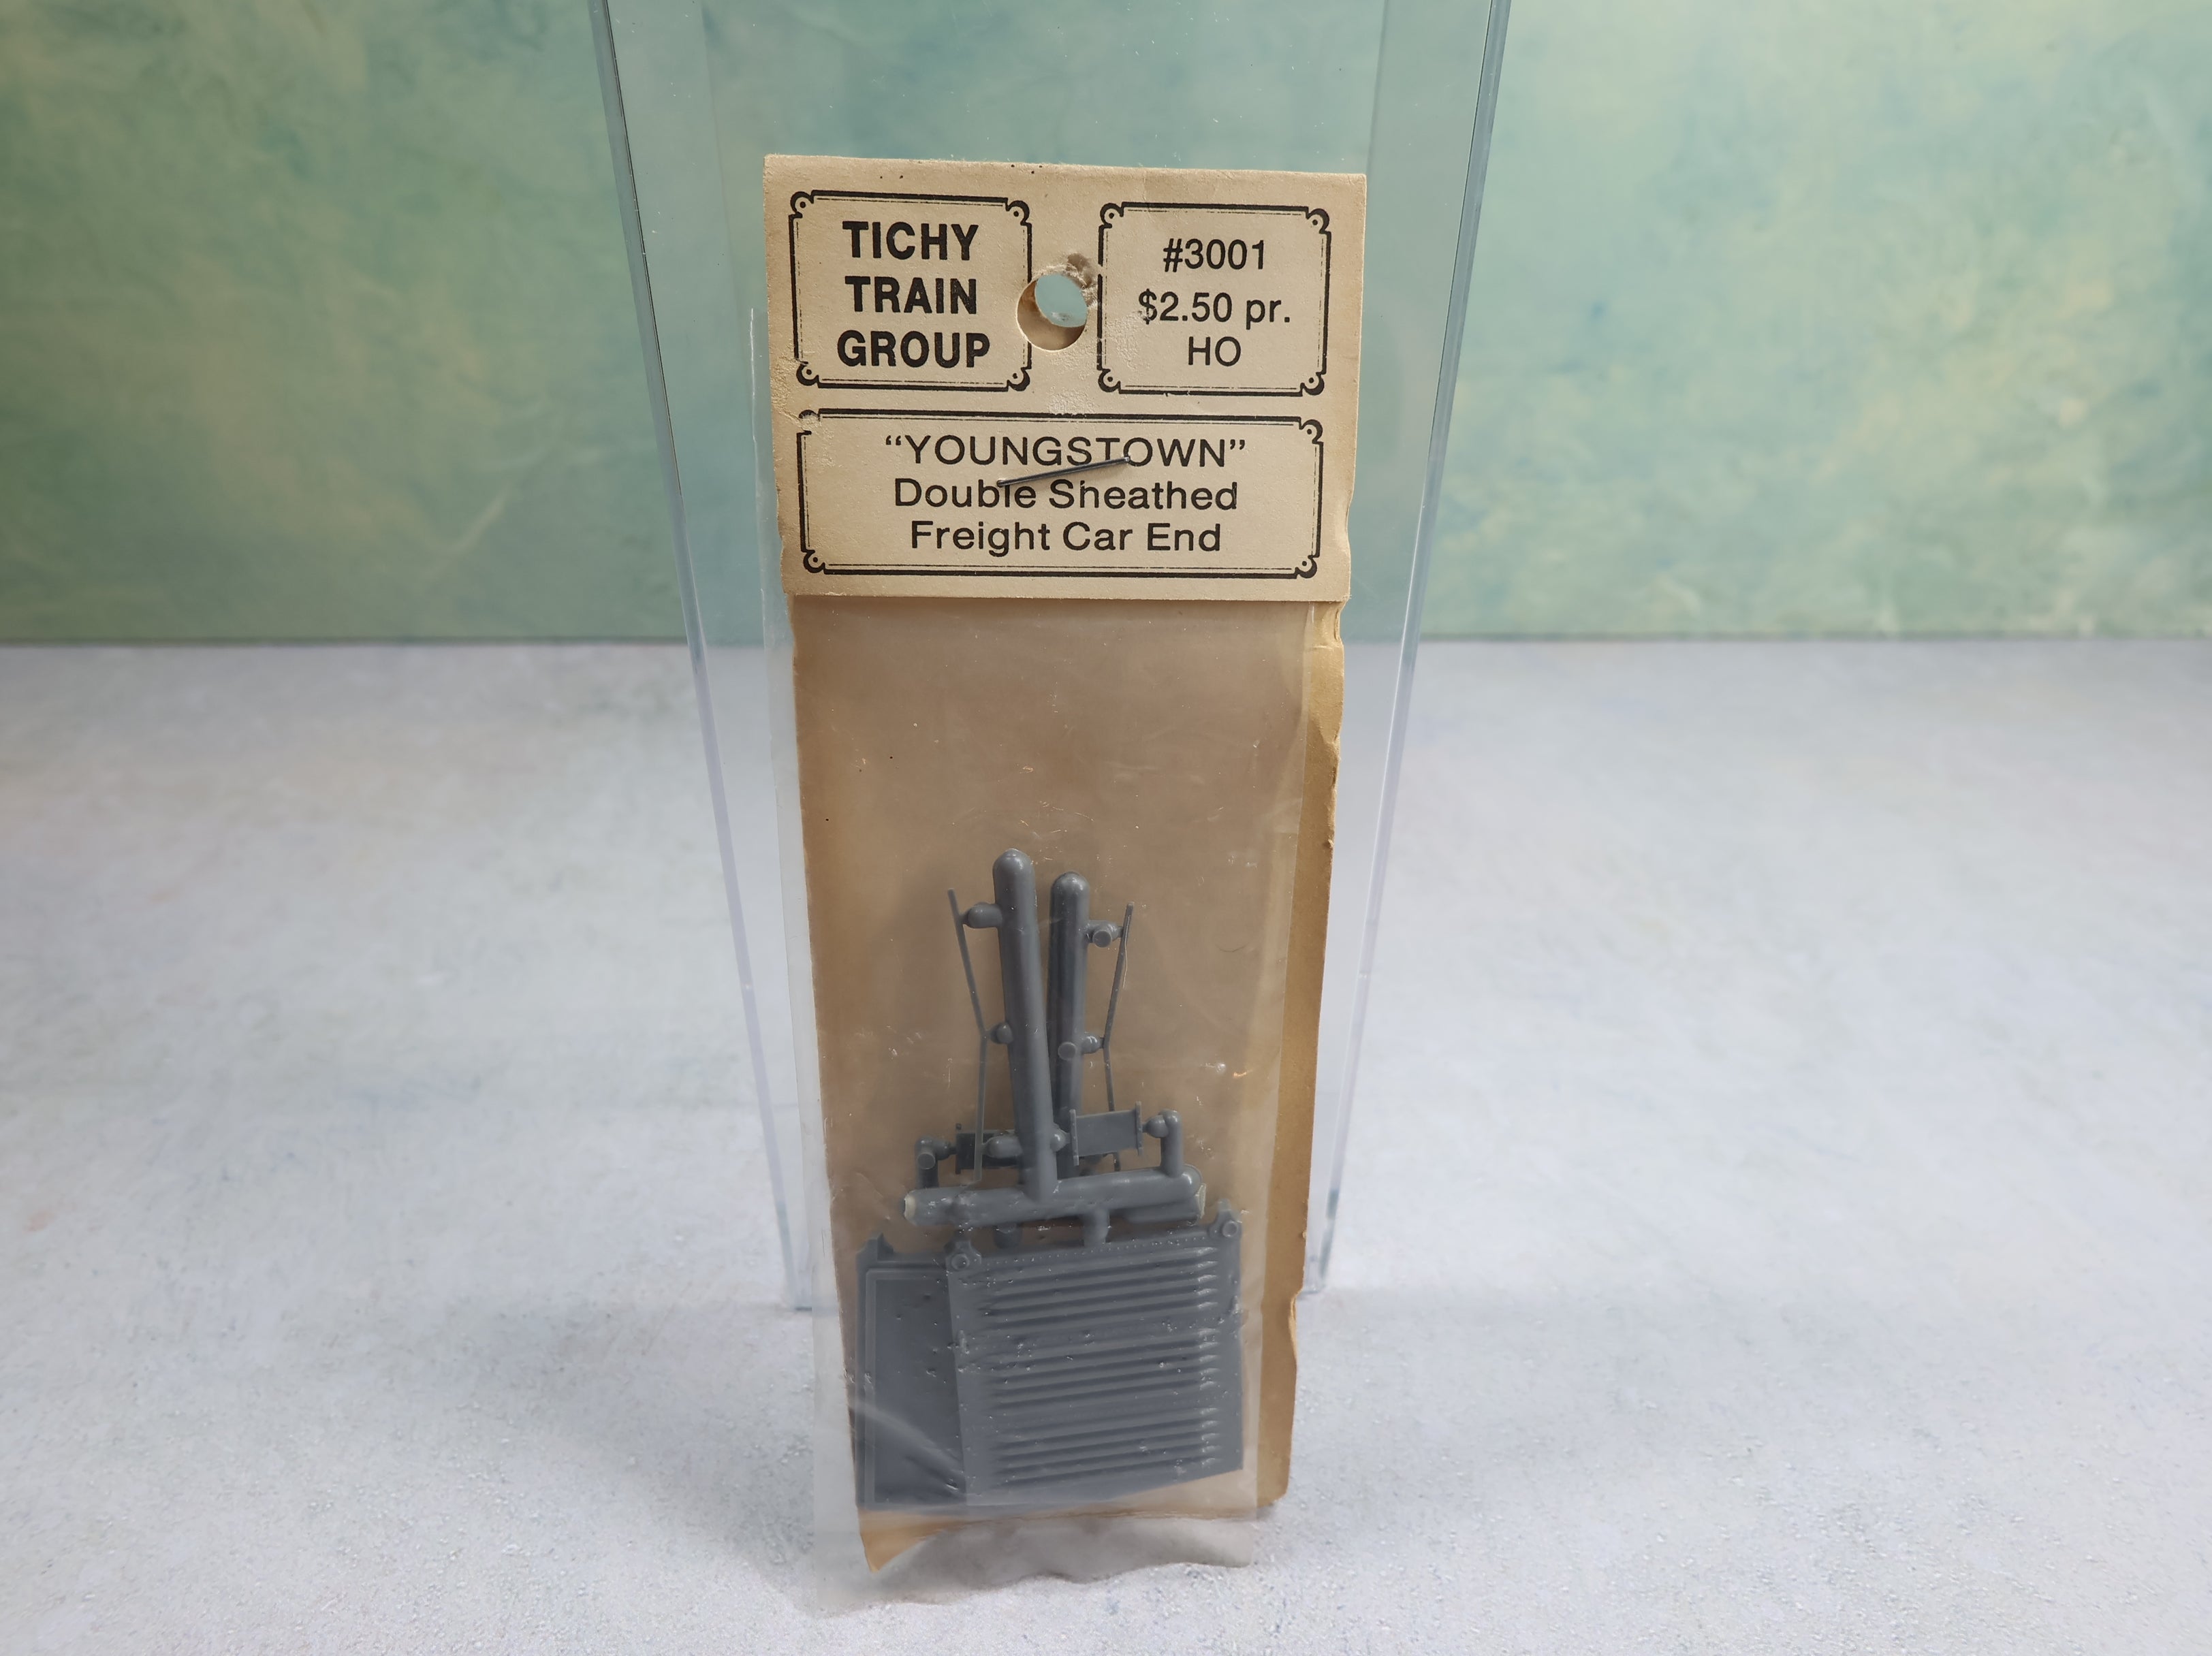 TICHY
TRAIN
GROUP
#3001
$2.50 pr.
HO
“YOUNGSTOWN”
Double Sheathed
Freight Car End